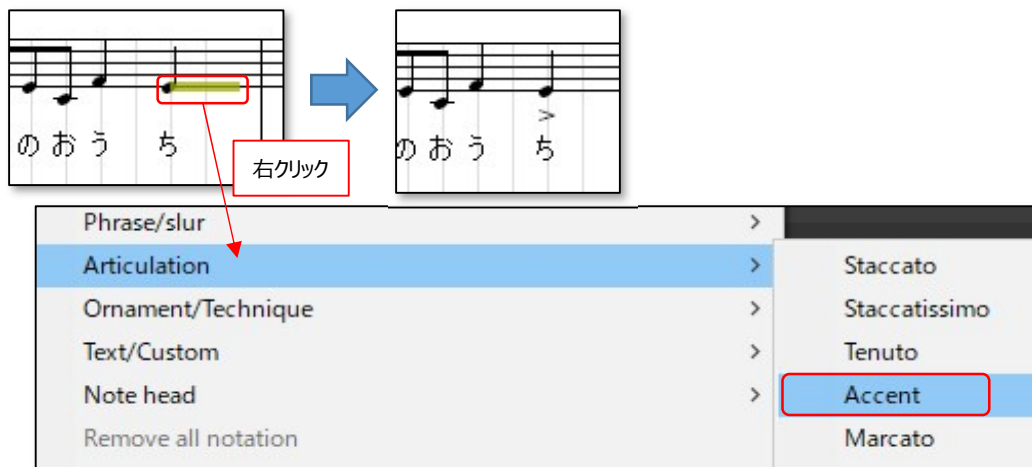 のおう ち
のおう ち
右クリック
Phrase/slur
Articulation
Ornament/Technique
Text/Custom
Note head
Remove all notation
Staccato
Staccatissimo
Tenuto
Accent
Marcato